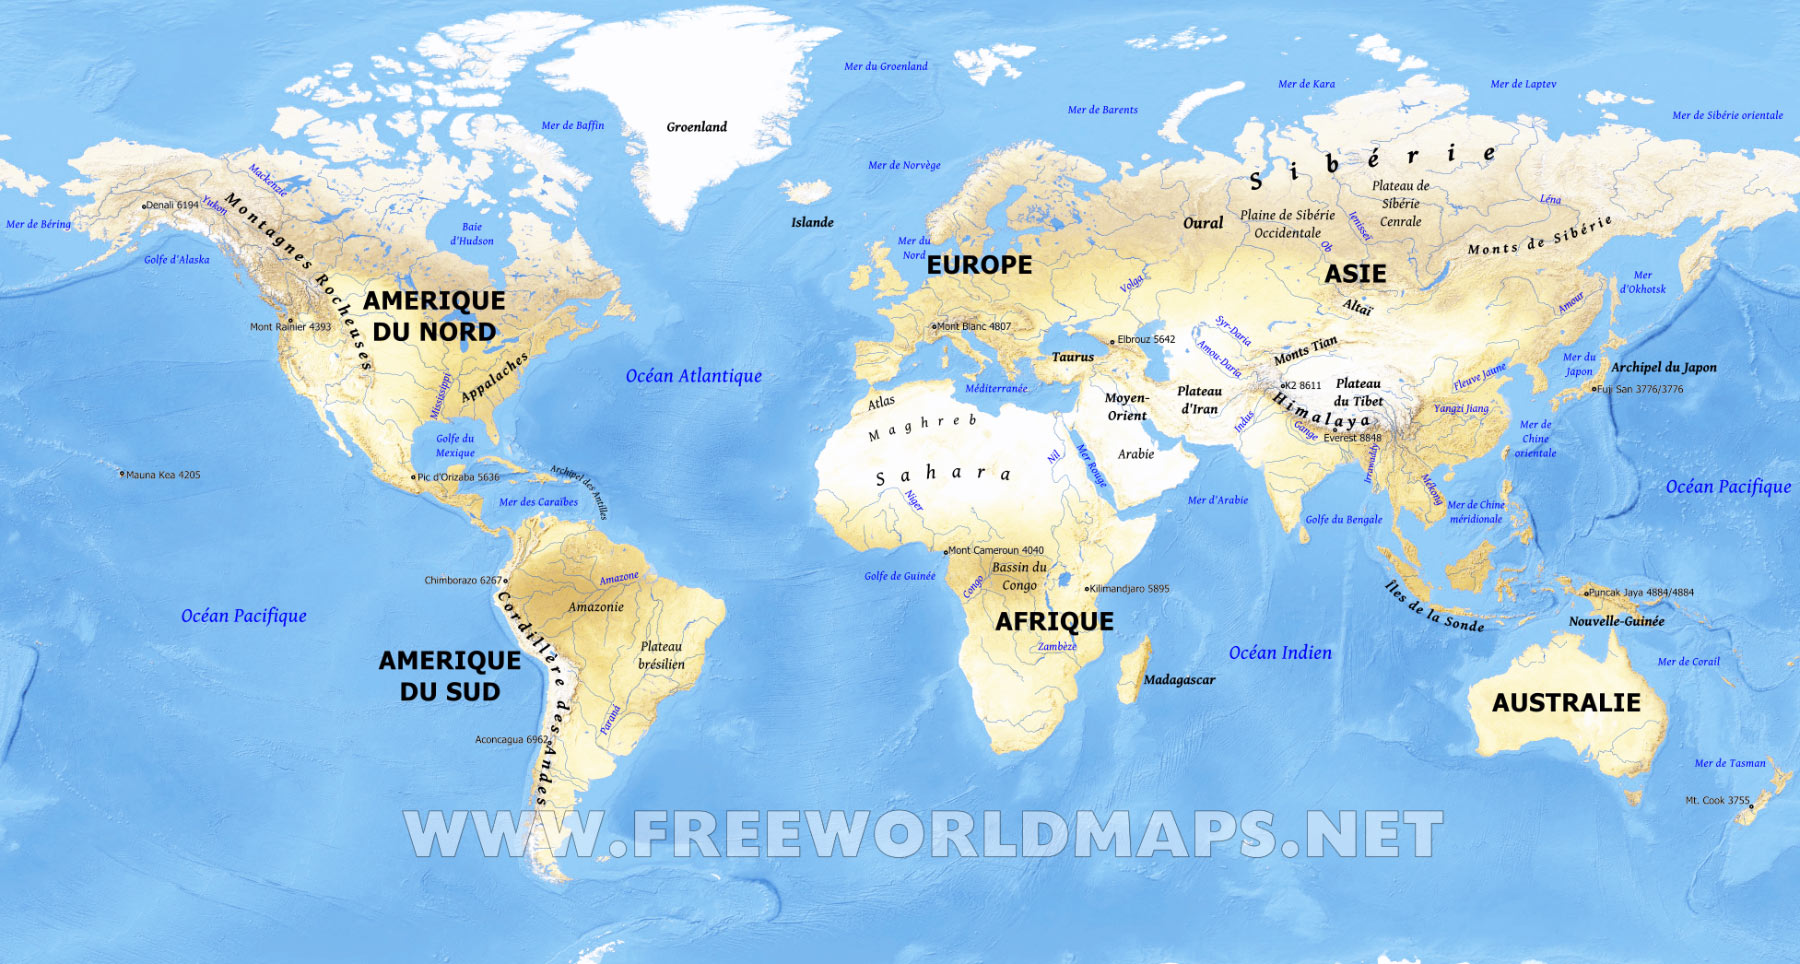 Mer du Groenland
Mer de Kara
Mer de Laptev
Mer de Barents
Mer de Sibérie orientale
Mer de Baffin
Groenland
Mer de Norvège
Sibérie
Mackenzie
Yukon
Denali 6194
Montagnes Rocheuses
Mer de Béring
Baie
d'Hudson
Golfe d'Alaska
Islande
Mer du
Nord
EUROPE
Oural
Plaine de Sibérie
Occidentale
Plateau de
Sibérie
Cenrale
Léna
Ienissei
Ob
Monts de Sibérie
ASIE
Altaï
Mer
d'Okhotsk
Amour
Volga
AMERIQUE
DU NORD
Mont Rainier 4393
Appalaches
Mississippi
Océan Atlantique
Mont Blanc 4807
Elbrouz 5642
Taurus
Syr-Daria
Amou-Daria
Monts Tian
Méditerranée
Atlas
Maghreb
Sahara
Moyen-
Orient
Plateau
d'Iran
K2 8611
Plateau
du Tibet
Himalaya
Fleuve Jaune
Yangzi Jiang
Mer du
Japon
Archipel du Japon
Fuji San 3776/3776
Indus
Gange
Everest 8848
Irrawaddy
Mékong
Mer de
Chine
orientale
Golfe du
Mexique
Mauna Kea 4205
Pic d'Orizaba 5636
Archipel des Antilles
Mer des Caraïbes
Nil
Mer Rouge
Arabie
Niger
Mer d'Arabie
Golfe du Bengale
Mer de Chine
méridionale
Océan Pacifique
Mont Cameroun 4040
Bassin du
Congo
Congo
Golfe de Guinée
Kilimandjaro 5895
AFRIQUE
Zambèze
Madagascar
Océan Indien
Îles de la Sonde
Puncak Jaya 4884/4884
Nouvelle-Guinée
Mer de Corail
Chimborazo 6267
Amazone
Amazonie
Océan Pacifique
Cordillère des Andes
Plateau
brésilien
AMERIQUE
DU SUD
Paraná
Aconcagua 6962
AUSTRALIE
Mer de Tasman
Mt. Cook 3755
WWW.FREEWORLDMAPS.NET